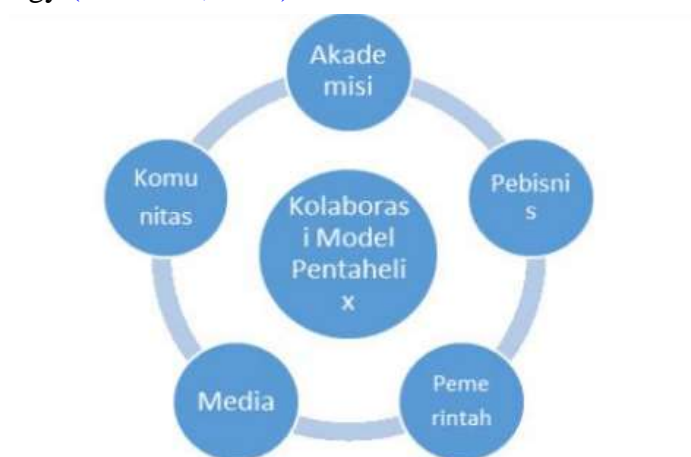 Akade
misi
Komu
nitas
Pebisni
s
Kolaboras
i Model
Pentaheli
x
Media
Peme
rintah